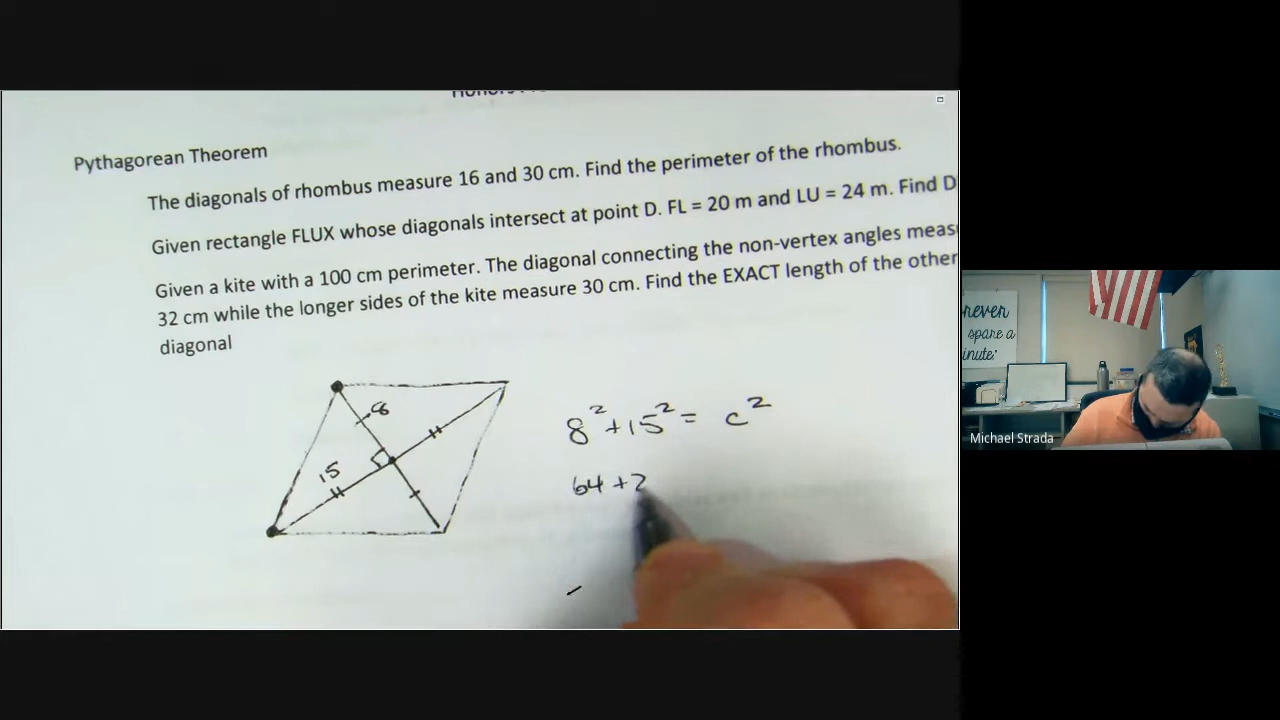 Pythagorean Theorem
The diagonals of rhombus measure 16 and 30 cm. Find the perimeter of the rhombus.
Given rectangle FLUX whose diagonals intersect at point D. FL = 20 m and LU = 24 m. Find D
Given a kite with a 100 cm perimeter. The diagonal connecting the non-vertex angles meas
32 cm while the longer sides of the kite measure 30 cm. Find the EXACT length of the other
diagonal
8
15
8² + 15² = c²
64 + 2
never
spare a
minute"
Michael Strada